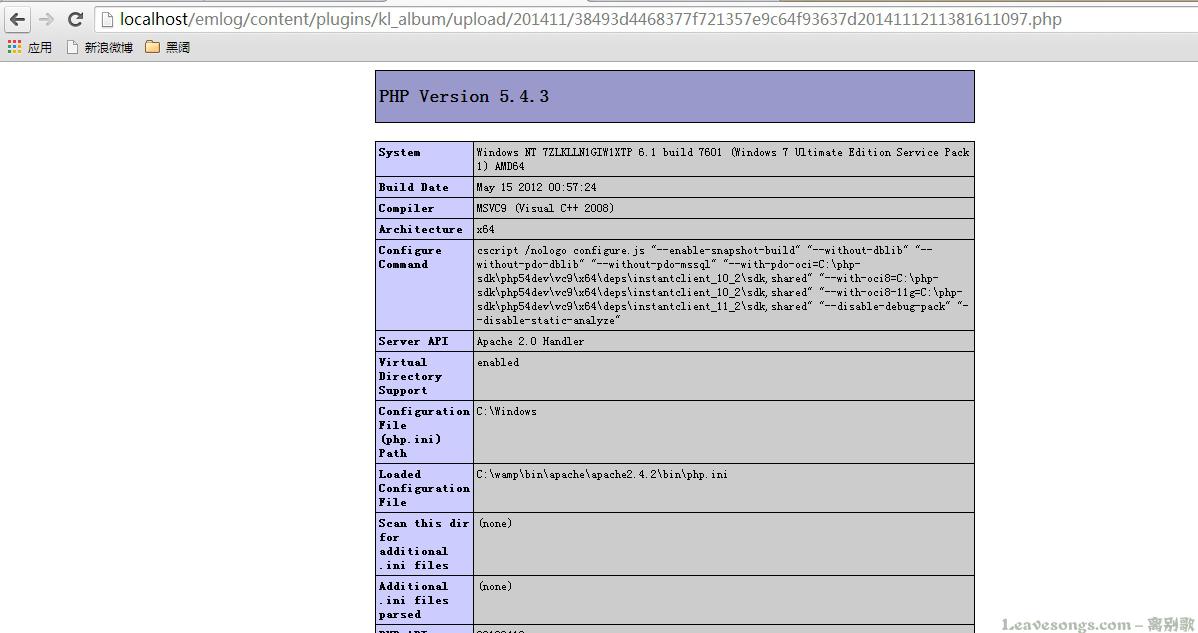 localhost/emlog/content/plugins/kl_album/upload/201411/38493d4468377f721357e9c64f93637d2014111211381611097.php
应用 新浪微博 黑阔
PHP Version 5.4.3
System Windows NT 7ZLKLLN1GIW1XTP 6.1 build 7601 (Windows 7 Ultimate Edition Service Pack
1) AMD64
Build Date May 15 2012 00:57:24
Compiler MSVC9 (Visual C++ 2008)
Architecture x64
Configure cscript /nologo configure.js "--enable-snapshot-build" "--without-dblib" "--
Command without-pdo-dblib" "--without-pdo-mssql" "--with-pdo-oci=C:\php-
sdk\php54dev\vc9\x64\deps\instantclient_10_2\sdk,shared" "--with-oci8=C:\php-
sdk\php54dev\vc9\x64\deps\instantclient_10_2\sdk,shared" "--with-oci8-11g=C:\php-
sdk\php54dev\vc9\x64\deps\instantclient_11_2\sdk,shared" "--disable-debug-pack" "-
-disable-static-analyze"
Server API Apache 2.0 Handler
Virtual enabled
Directory
Support
Configuration C:\Windows
File
(php.ini)
Path
Loaded C:\wamp\bin\apache\apache2.4.2\bin\php.ini
Configuration
File
Scan this dir (none)
for
additional
.ini files
Additional (none)
.ini files
parsed
Leavesong.com - 离别歌